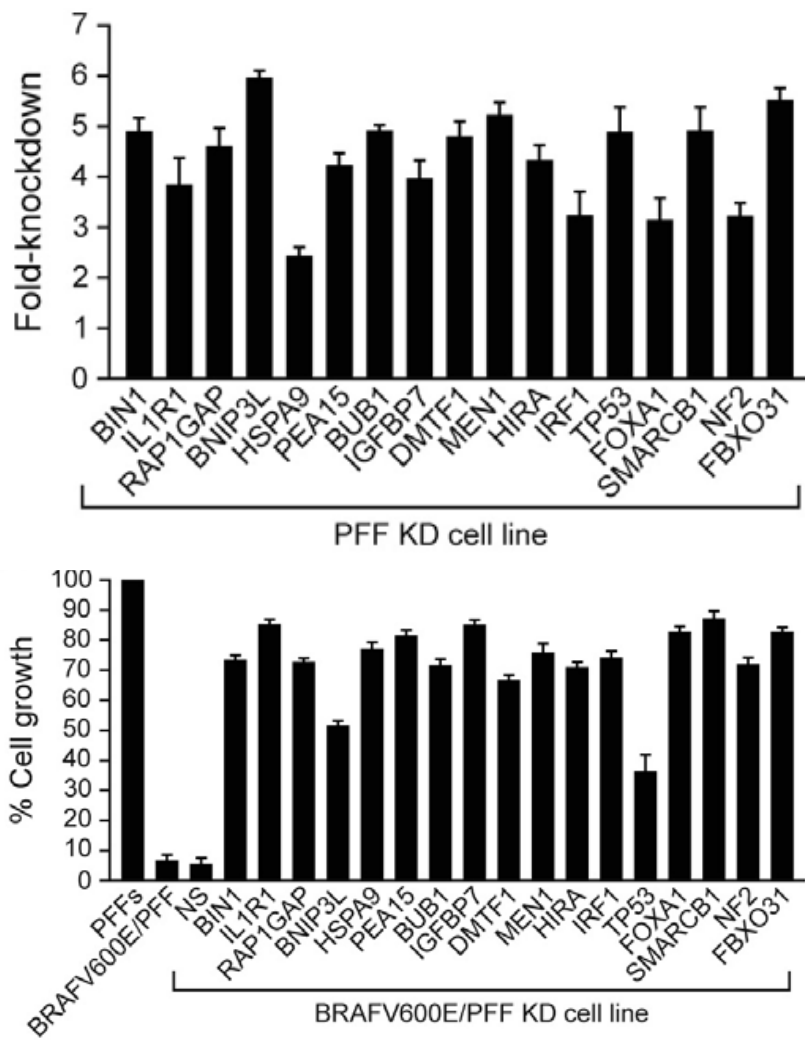 Fold-knockdown
7
6
5
4
3
2
1
0
BIN1
IL1R1
RAP1GAP
BNIP3L
HSPA9
PEA15
BUB1
IGFBP7
DMTF1
MEN1
HIRA
IRF1
TP53
FOXA1
SMARCB1
NF2
FBXO31
PFF KD cell line
% Cell growth
100
90
80
70
60
50
40
30
20
10
0
PFFs
BRAFV600E/PFF
NS
BIN1
IL1R1
RAP1GAP
BNIP3L
HSPA9
PEA15
BUB1
IGFBP7
DMTF1
MEN1
HIRA
IRF1
TP53
FOXA1
SMARCB1
NF2
FBXO31
BRAFV600E/PFF KD cell line